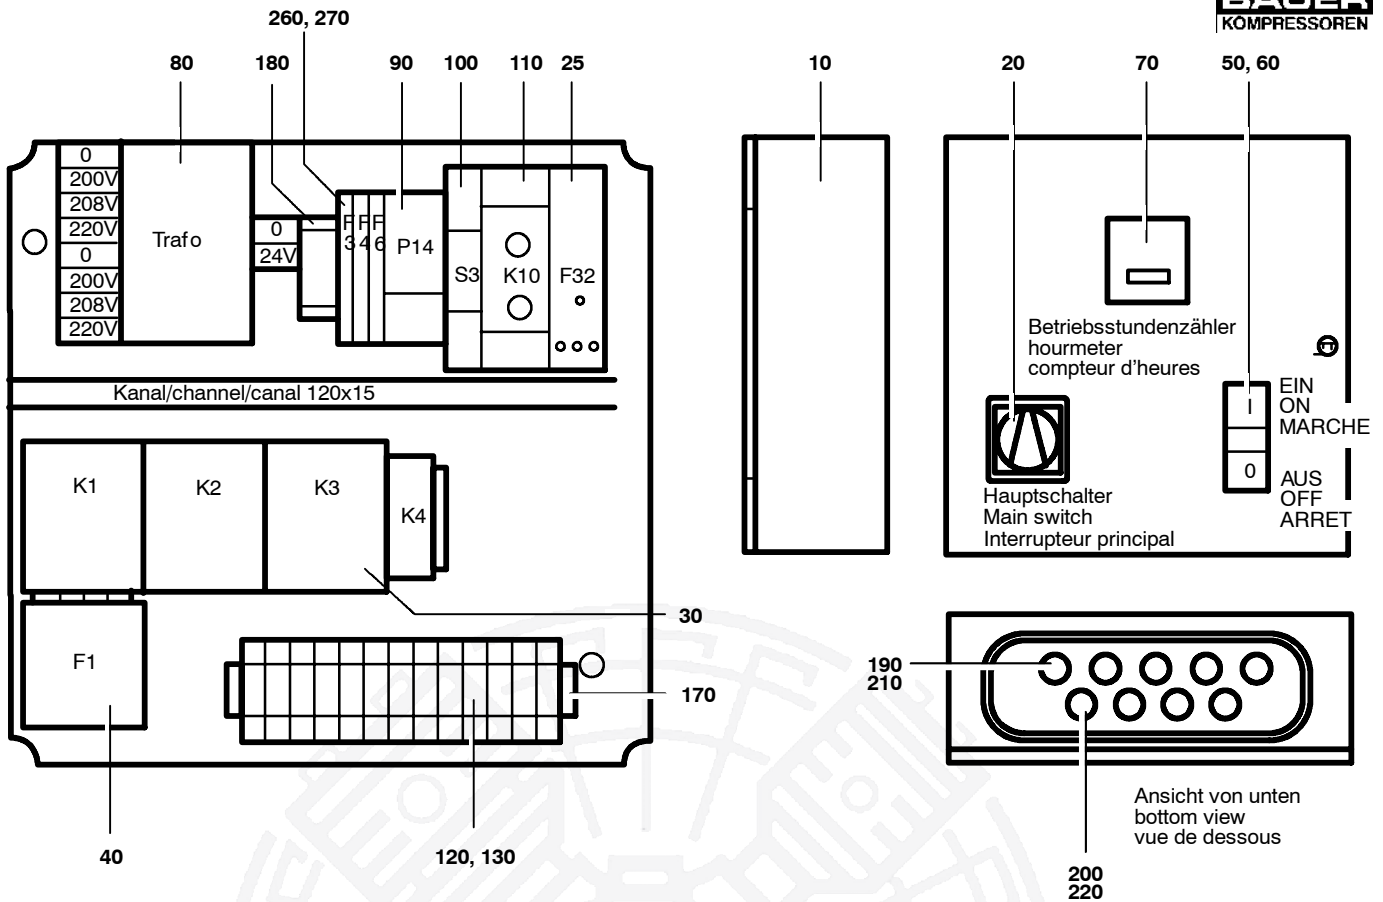 BAUER
KOMPRESSOREN
260, 270
80
180
90
100
110
25
10
20
70
50, 60
0
200V
208V
220V
0
200V
208V
220V
Trafo
0
24V
F3
F4
F6
P14
S3
K10
F32
Kanal/channel/canal 120x15
Betriebsstundenzähler
hourmeter
compteur d'heures
I
EIN
ON
MARCHE
0
AUS
OFF
ARRET
Hauptschalter
Main switch
Interrupteur principal
K1
K2
K3
K4
30
F1
170
190
210
40
120, 130
Ansicht von unten
bottom view
vue de dessous
200
220